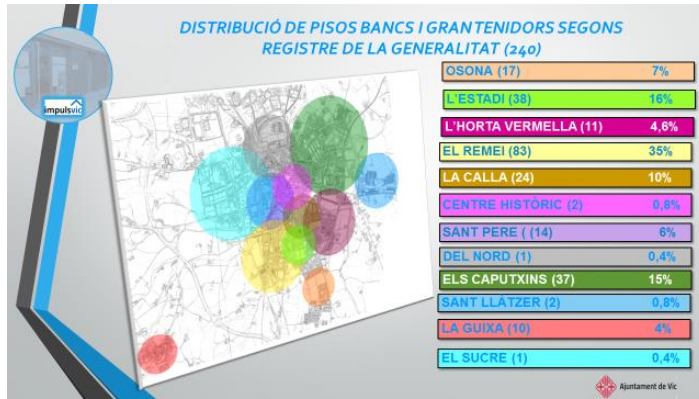 DISTRIBUCIÓ DE PISOS BANCS I GRAN TENIDORS SEGONS
REGISTRE DE LA GENERALITAT (240)
impulsvic
OSONA (17) 7%
L'ESTADI (38) 16%
L'HORTA VERMELLA (11) 4,6%
EL REMEI (83) 35%
LA CALLA (24) 10%
CENTRE HISTÒRIC (2) 0,8%
SANT PERE ( (14) 6%
DEL NORD (1) 0,4%
ELS CAPUTXINS (37) 15%
SANT LLÀTZER (2) 0,8%
LA GUIXA (10) 4%
EL SUCRE (1) 0,4%
Ajuntament de Vic